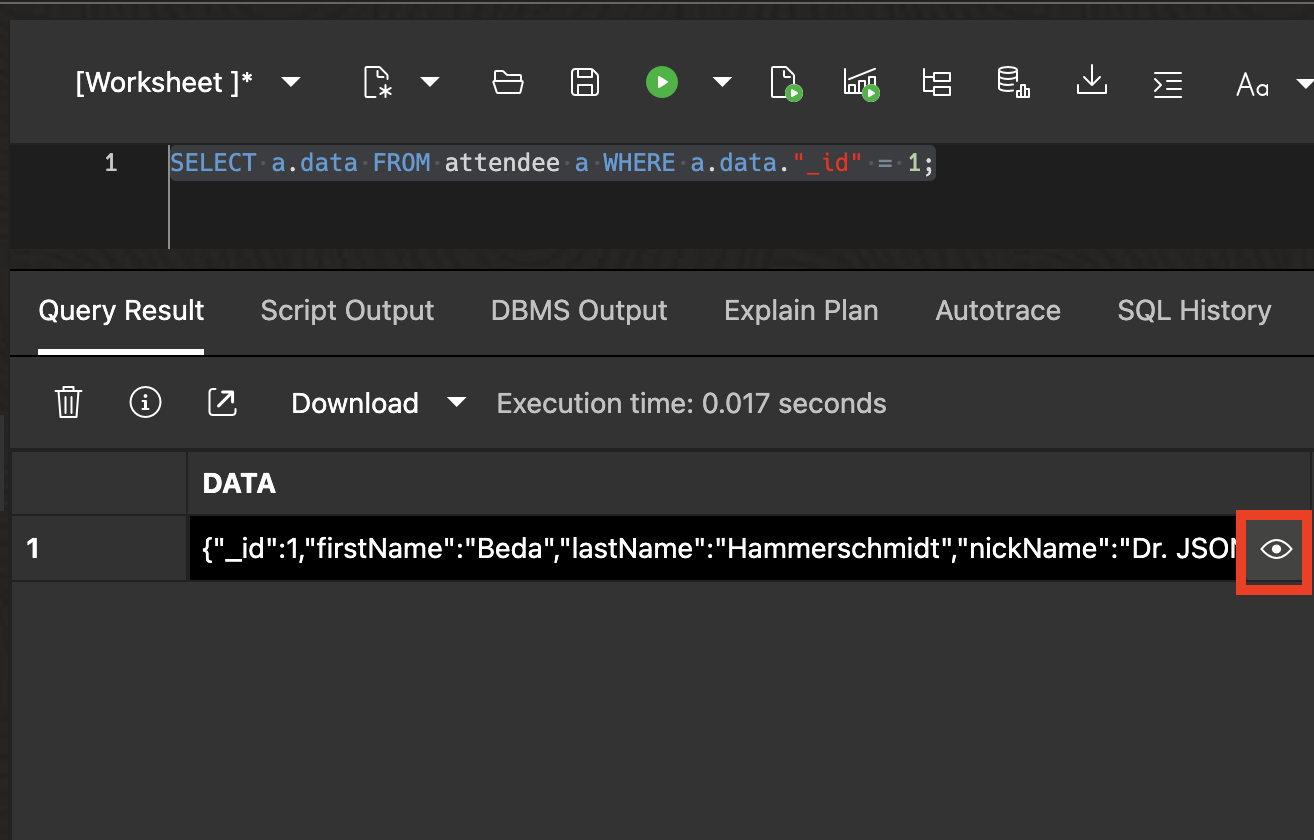 [Worksheet ]*
Aa
1 SELECT a.data FROM attendee a WHERE a.data."_id" = 1;
Query Result Script Output DBMS Output Explain Plan Autotrace SQL History
Download Execution time: 0.017 seconds
DATA
1 {"_id":1,"firstName":"Beda","lastName":"Hammerschmidt","nickName":"Dr. JSON